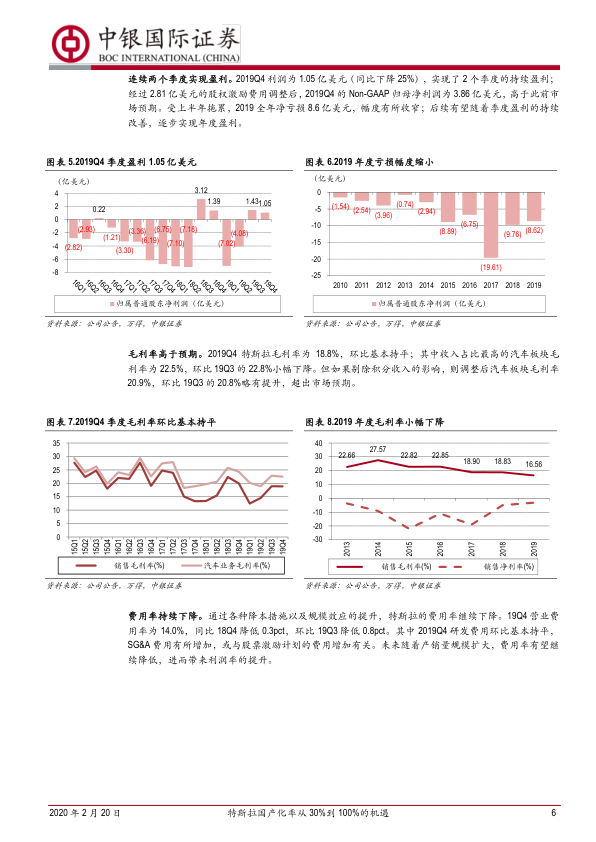 中银国际证券
BOC INTERNATIONAL (CHINA)
连续两个季度实现盈利。2019Q4 利润为 1.05 亿美元（同比下降 25%），实现了 2 个季度的持续盈利；
经过 2.81 亿美元的股权激励费用调整后，2019Q4 的 Non-GAAP 归母净利润为 3.86 亿美元，高于此前市
场预期。受上半年拖累，2019 全年净亏损 8.6 亿美元，幅度有所收窄；后续有望随着季度盈利的持续
改善，逐步实现年度盈利。
图表 5.2019Q4 季度盈利 1.05 亿美元
(亿美元)
4
2
0
-2
-4
-6
-8
(2.82)
(2.93)
0.22
(1.21)
(3.30)
(3.36)
(6.19)
(6.75)
(7.10)
(7.18)
3.12
1.39
(7.02)
(4.08)
1.43
1.05
16Q1
16Q2
16Q3
16Q4
17Q1
17Q2
17Q3
17Q4
18Q1
18Q2
18Q3
18Q4
19Q1
19Q2
19Q3
19Q4
归属普通股东净利润（亿美元）
资料来源：公司公告，万得，中银证券
图表 6.2019 年度亏损幅度缩小
(亿美元)
0
-5
-10
-15
-20
-25
(1.54)
(2.54)
(3.96)
(0.74)
(2.94)
(8.89)
(6.75)
(19.61)
(9.76)
(8.62)
2010 2011 2012 2013 2014 2015 2016 2017 2018 2019
归属普通股东净利润（亿美元）
资料来源：公司公告，万得，中银证券
毛利率高于预期。2019Q4 特斯拉毛利率为 18.8%，环比基本持平；其中收入占比最高的汽车板块毛
利率为 22.5%，环比 19Q3 的 22.8%小幅下降。但如果剔除积分收入的影响，则调整后汽车板块毛利率
20.9%，环比 19Q3 的 20.8%略有提升，超出市场预期。
图表 7.2019Q4 季度毛利率环比基本持平
35
30
25
20
15
10
5
0
15Q1
15Q2
15Q3
15Q4
16Q1
16Q2
16Q3
16Q4
17Q1
17Q2
17Q3
17Q4
18Q1
18Q2
18Q3
18Q4
19Q1
19Q2
19Q3
19Q4
销售毛利率(%) 汽车业务毛利率(%)
资料来源：公司公告，万得，中银证券
图表 8.2019 年度毛利率小幅下降
40
30
20
10
0
-10
-20
-30
22.66
27.57
22.82
22.85
18.90
18.83
16.56
2013
2014
2015
2016
2017
2018
2019
销售毛利率(%) 销售净利率(%)
资料来源：公司公告，万得，中银证券
费用率持续下降。通过各种降本措施以及规模效应的提升，特斯拉的费用率继续下降。19Q4 营业费
用率为 14.0%，同比 18Q4 降低 0.3pct，环比 19Q3 降低 0.8pct。其中 2019Q4 研发费用环比基本持平，
SG&A 费用有所增加，或与股票激励计划的费用增加有关。未来随着产销量规模扩大，费用率有望继
续降低，进而带来利润率的提升。
2020 年 2 月 20 日
特斯拉国产化率从 30%到 100%的机遇
6